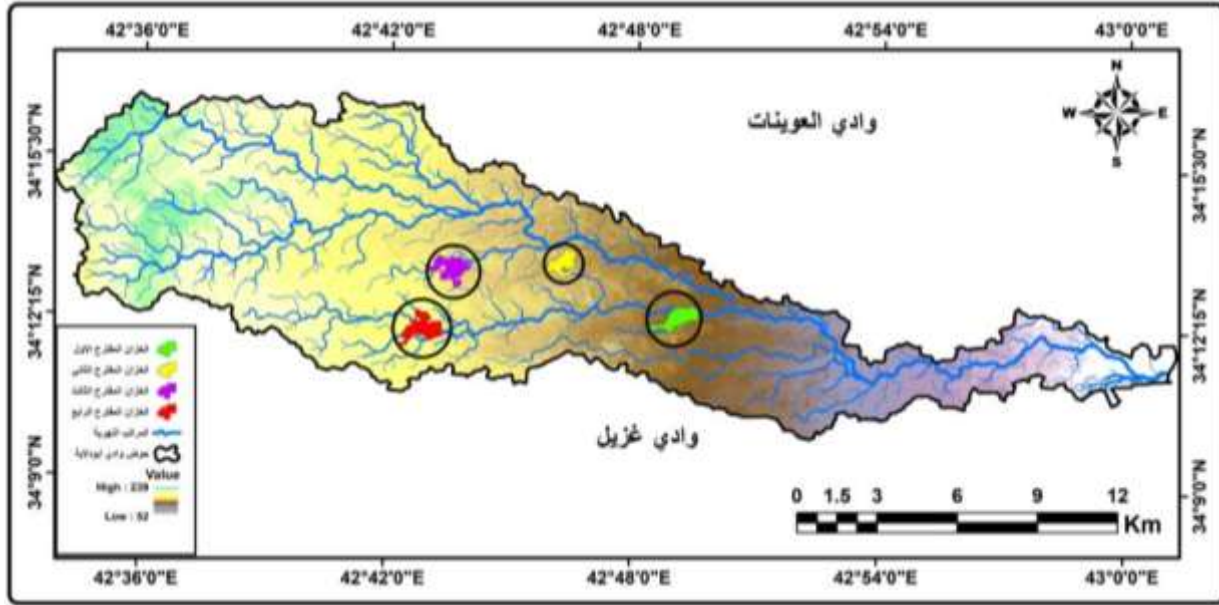 42°36'0"E 42°42'0"E 42°48'0"E 42°54'0"E 43°0'0"E
N
W E
S
وادي العوينات
34°15'30"N 34°15'30"N
34°12'15"N 34°12'15"N
34°9'0"N 34°9'0"N
الخزان المقترح الاول
الخزان المقترح الثاني
الخزان المقترح الثالثة
الخزان المقترح الرابع
المراتب النهرية
حوض وادي ابودلاية
Value
High : 239
Low : 52
وادي غزيل
0 1.5 3 6 9 12
Km
42°36'0"E 42°42'0"E 42°48'0"E 42°54'0"E 43°0'0"E